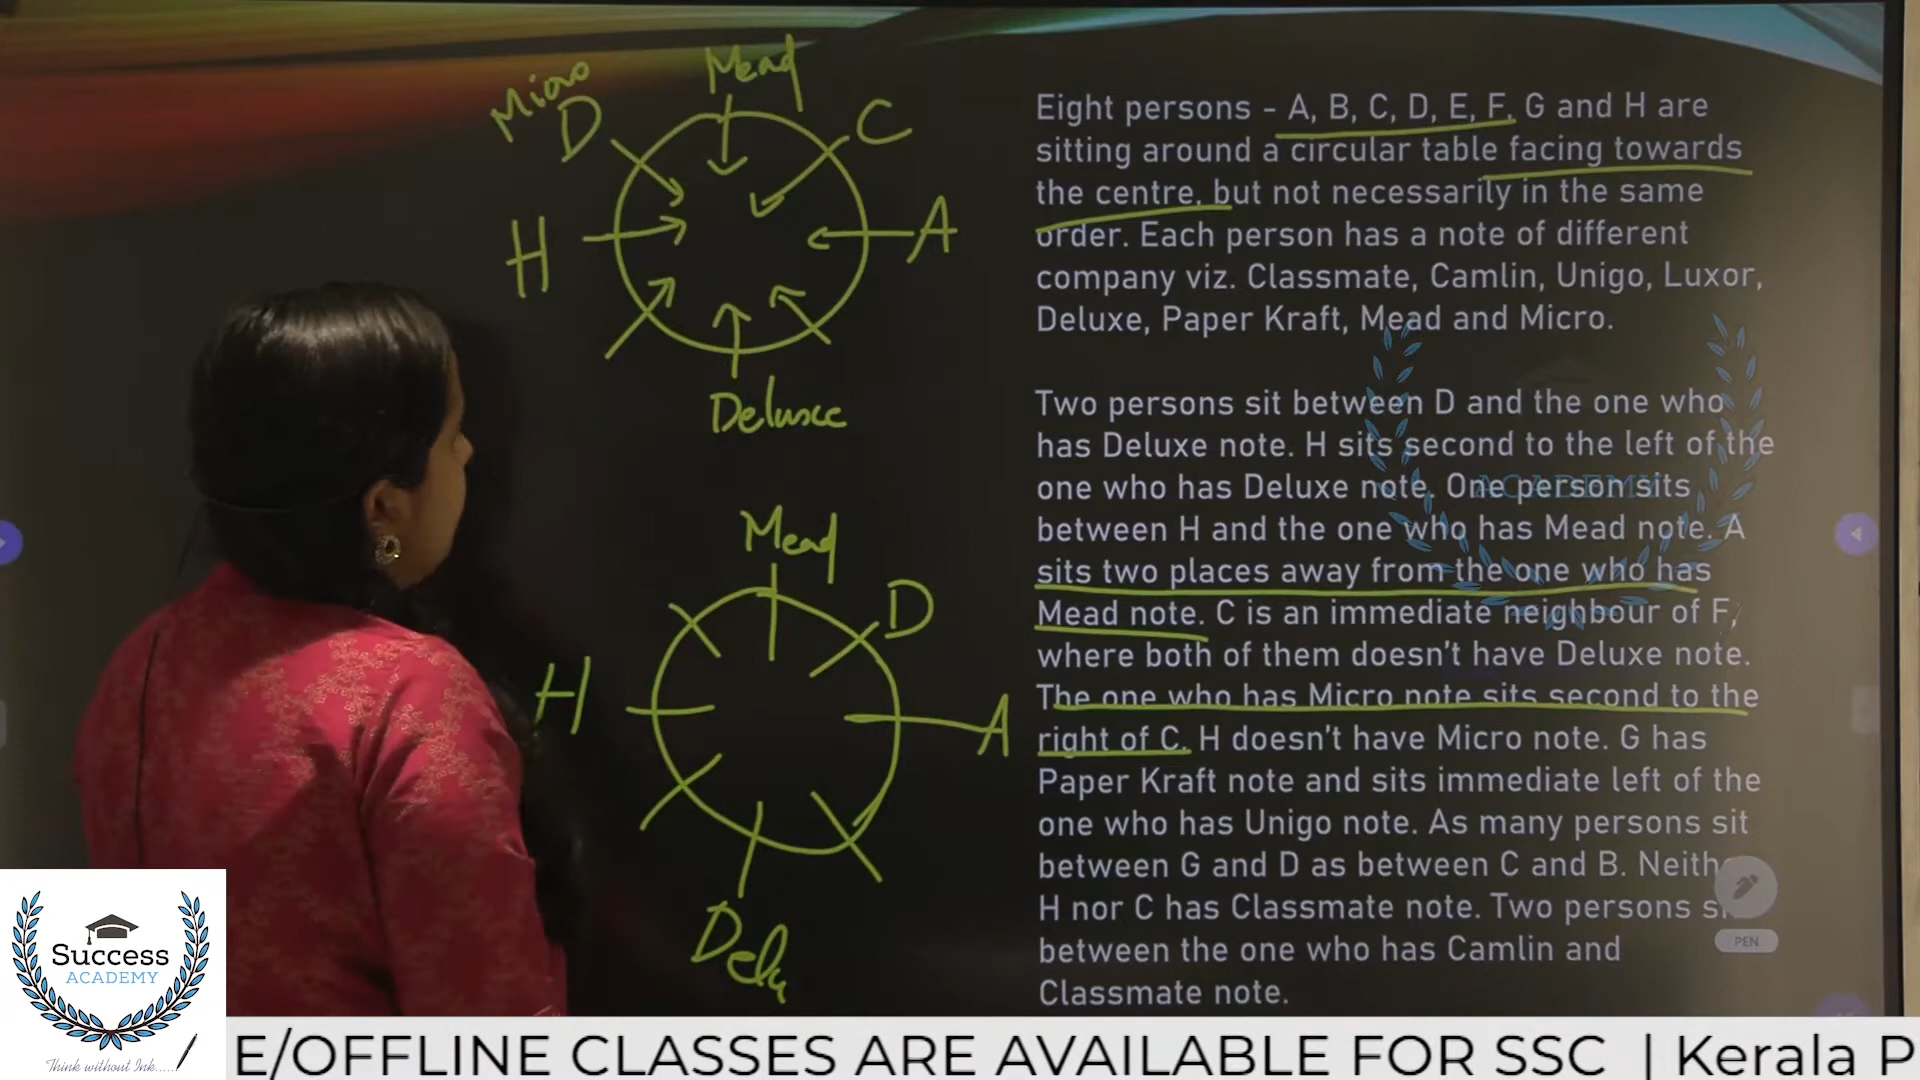 Mead
Micro
D
C
H
A
Deluxe
Mead
D
H
A
Delu
Eight persons - A, B, C, D, E, F, G and H are
sitting around a circular table facing towards
the centre, but not necessarily in the same
order. Each person has a note of different
company viz. Classmate, Camlin, Unigo, Luxor,
Deluxe, Paper Kraft, Mead and Micro.
Two persons sit between D and the one who
has Deluxe note. H sits second to the left of the
one who has Deluxe note. One person sits
between H and the one who has Mead note. A
sits two places away from the one who has
Mead note. C is an immediate neighbour of F,
where both of them doesn't have Deluxe note.
The one who has Micro note sits second to the
right of C. H doesn't have Micro note. G has
Paper Kraft note and sits immediate left of the
one who has Unigo note. As many persons sit
between G and D as between C and B. Neith
H nor C has Classmate note. Two persons si
between the one who has Camlin and
Classmate note.
ACADEMY
PEN
Success
ACADEMY
Think without Ink.....
E/OFFLINE CLASSES ARE AVAILABLE FOR SSC | Kerala P